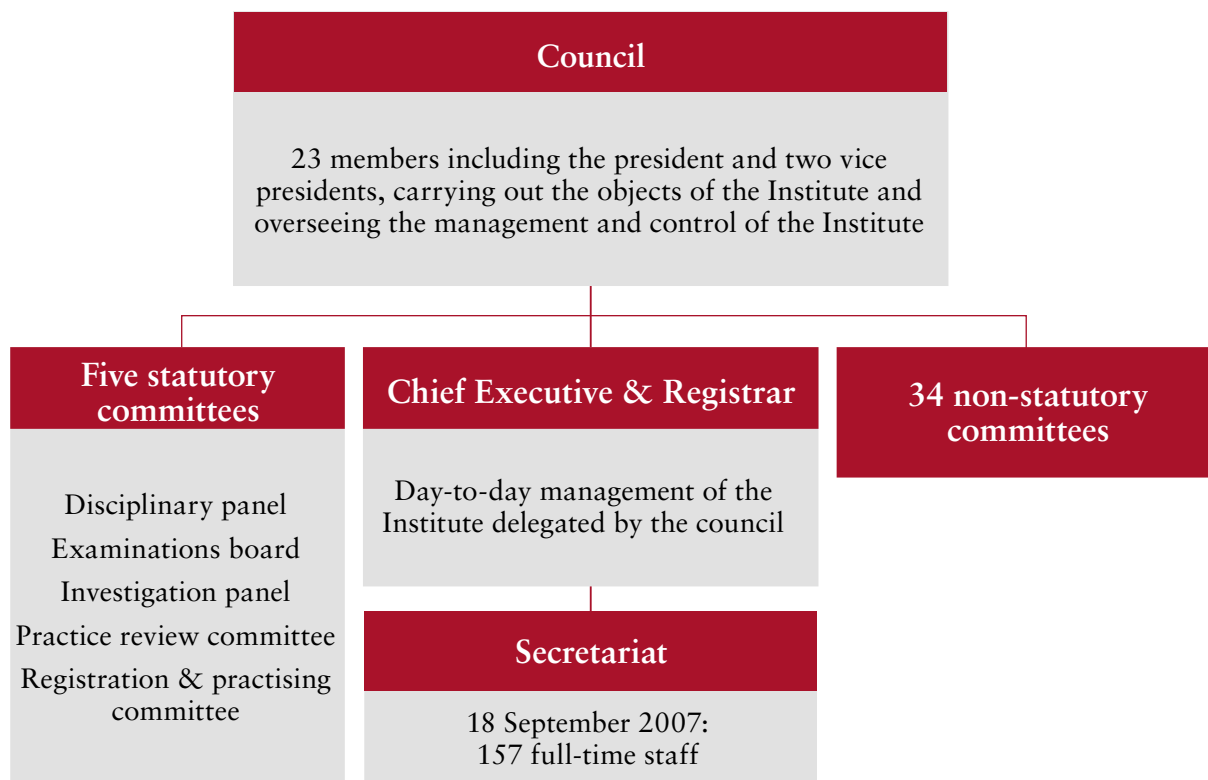 Council
23 members including the president and two vice
presidents, carrying out the objects of the Institute and
overseeing the management and control of the Institute
Five statutory
committees
Disciplinary panel
Examinations board
Investigation panel
Practice review committee
Registration & practising
committee
Chief Executive & Registrar
Day-to-day management of the
Institute delegated by the council
Secretariat
18 September 2007:
157 full-time staff
34 non-statutory
committees